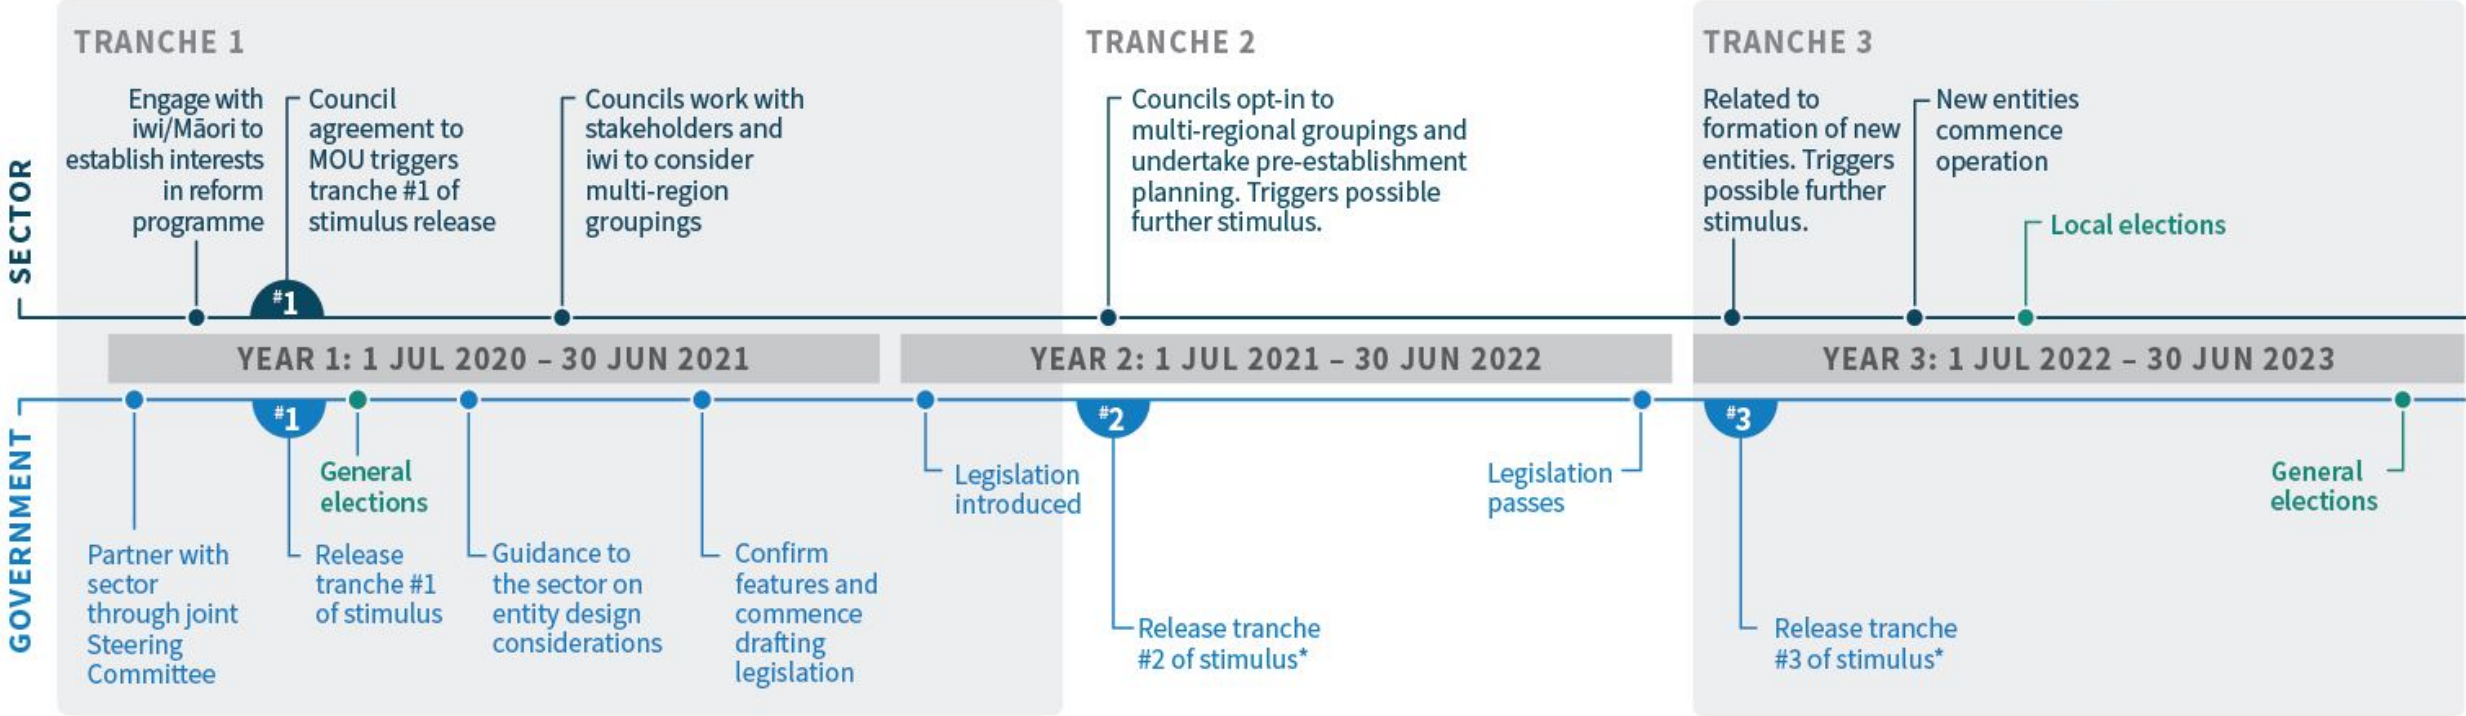 TRANCHE 1
TRANCHE 2
TRANCHE 3
SECTOR
Engage with
iwi/Māori to
establish interests
in reform
programme
Council
agreement to
MOU triggers
tranche #1 of
stimulus release
Councils work with
stakeholders and
iwi to consider
multi-region
groupings
Councils opt-in to
multi-regional groupings and
undertake pre-establishment
planning. Triggers possible
further stimulus.
Related to
formation of new
entities. Triggers
possible further
stimulus.
New entities
commence
operation
Local elections
#1
YEAR 1: 1 JUL 2020 – 30 JUN 2021
YEAR 2: 1 JUL 2021 – 30 JUN 2022
YEAR 3: 1 JUL 2022 – 30 JUN 2023
GOVERNMENT
#1
#2
#3
Partner with
sector
through joint
Steering
Committee
Release
tranche #1
of stimulus
General
elections
Guidance to
the sector on
entity design
considerations
Confirm
features and
commence
drafting
legislation
Legislation
introduced
Release tranche
#2 of stimulus*
Legislation
passes
Release tranche
#3 of stimulus*
General
elections